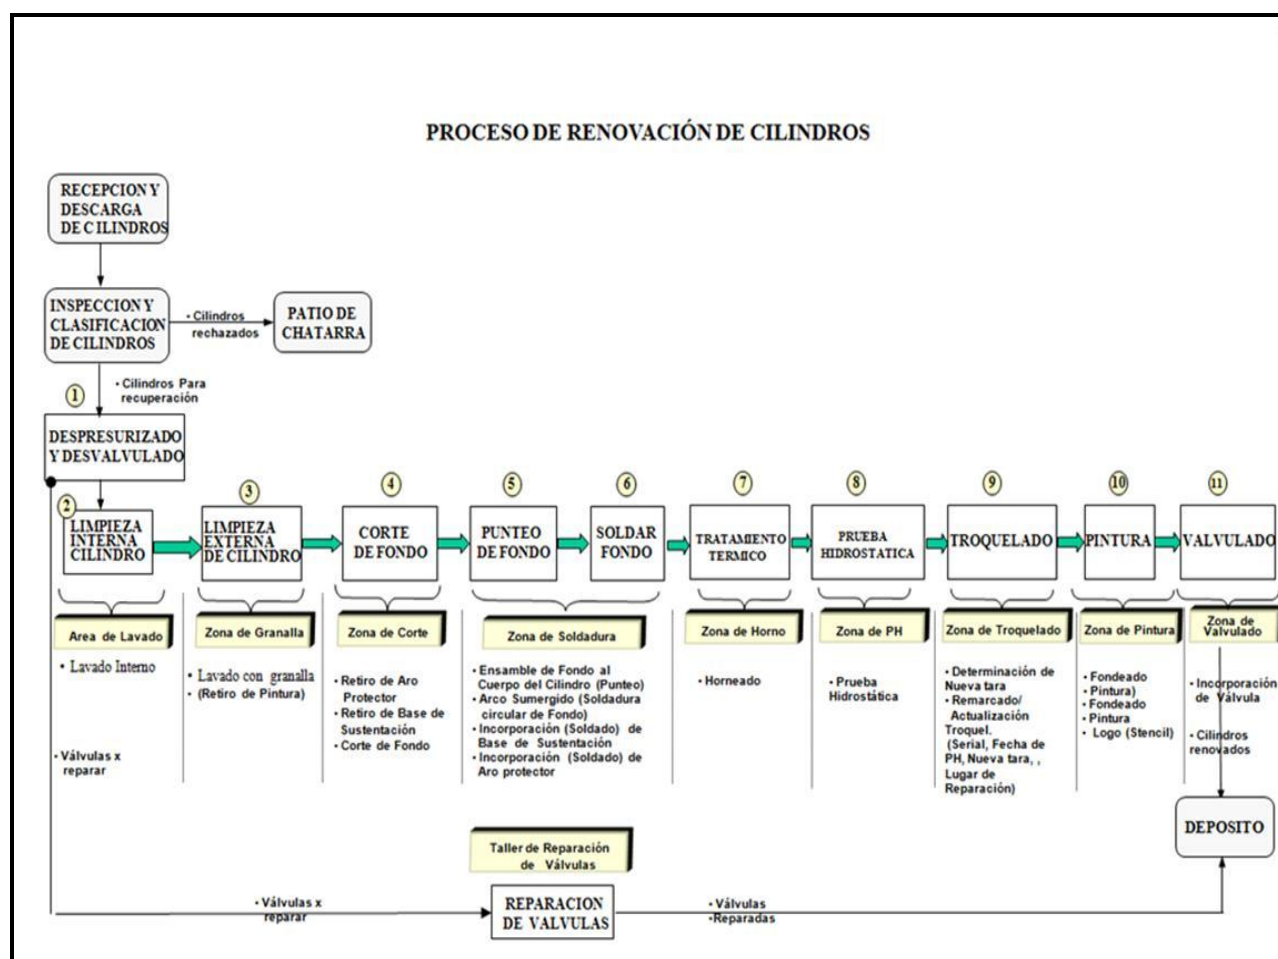 PROCESO DE RENOVACIÓN DE CILINDROS
RECEPCION Y
DESCARGA
DE CILINDROS
INSPECCION Y
CLASIFICACION
DE CILINDROS
• Cilindros
rechazados
PATIO DE
CHATARRA
1
• Cilindros Para
recuperación
DESPRESURIZADO
Y DESVALVULADO
2
LIMPIEZA
INTERNA
CILINDRO
3
LIMPIEZA
EXTERNA
DE CILINDRO
4
CORTE
DE FONDO
5
PUNTEO
DE FONDO
6
SOLDAR
FONDO
7
TRATAMIENTO
TERMICO
8
PRUEBA
HIDROSTATICA
9
TROQUELADO
10
PINTURA
11
VALVULADO
Area de Lavado
• Lavado Interno
• Válvulas x
reparar
Zona de Granalla
• Lavado con granalla
• (Retiro de Pintura)
Zona de Corte
• Retiro de Aro
Protector
• Retiro de Base de
Sustentación
• Corte de Fondo
Zona de Soldadura
• Ensamble de Fondo al
Cuerpo del Cilindro (Punteo)
• Arco Sumergido (Soldadura
circular de Fondo)
• Incorporación (Soldado) de
Base de Sustentación
• Incorporación (Soldado) de
Aro protector
Zona de Horno
• Horneado
Zona de PH
• Prueba
Hidrostática
Zona de Troquelado
• Determinación de
Nueva tara
• Remarcado/
Actualización
Troquel.
(Serial, Fecha de
PH, Nueva tara, ,
Lugar de
Reparación)
Zona de Pintura
• Fondeado
• Pintura)
• Fondeado
• Pintura
• Logo (Stencil)
Zona de
Valvulado
• Incorporación
de Válvula
• Cilindros
renovados
DEPOSITO
Taller de Reparación
de Válvulas
• Válvulas x
reparar
REPARACION
DE VALVULAS
• Válvulas
• Reparadas